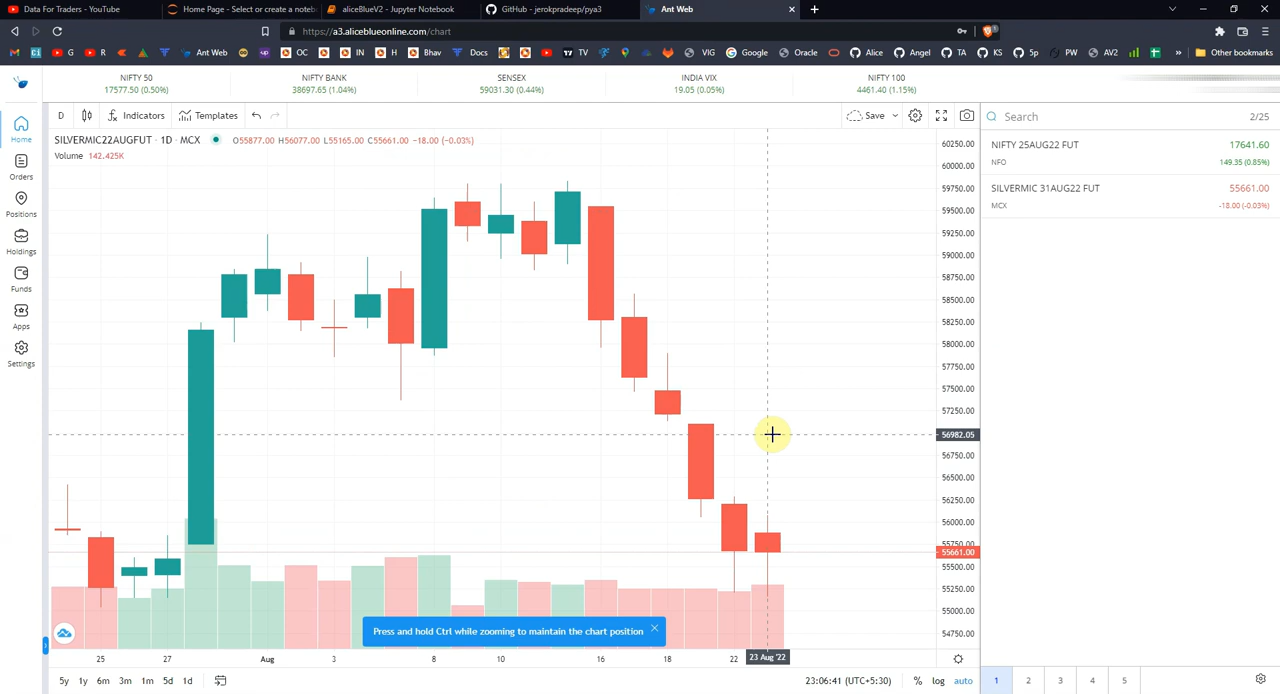 Data For Traders - YouTube
Home Page - Select or create a noteb
aliceBlueV2 - Jupyter Notebook
GitHub - jerokpradeep/pya3
Ant Web
https://a3.aliceblueonline.com/chart
G
R
Ant Web
OC
IN
H
Bhav
Docs
TV
VIG
Google
Oracle
Alice
Angel
TA
KS
5p
PW
AV2
Other bookmarks
NIFTY 50
17577.50 (0.50%)
NIFTY BANK
38697.65 (1.04%)
SENSEX
59031.30 (0.44%)
INDIA VIX
19.05 (0.05%)
NIFTY 100
4461.40 (1.15%)
Home
Orders
Positions
Holdings
Funds
Apps
Settings
D
Indicators
Templates
Save
SILVERMIC22AUGFUT · 1D · MCX O55877.00 H56077.00 L55165.00 C55661.00 -18.00 (-0.03%)
Volume 142.425K
60250.00
60000.00
59750.00
59500.00
59250.00
59000.00
58750.00
58500.00
58250.00
58000.00
57750.00
57500.00
57250.00
56982.05
56750.00
56500.00
56250.00
56000.00
55750.00
55661.00
55500.00
55250.00
55000.00
54750.00
Press and hold Ctrl while zooming to maintain the chart position
25
27
Aug
3
8
10
16
18
22
23 Aug '22
5y 1y 6m 3m 1m 5d 1d
23:06:41 (UTC+5:30) % log auto
Search 2/25
NIFTY 25AUG22 FUT 17641.60
NFO 149.35 (0.85%)
SILVERMIC 31AUG22 FUT 55661.00
MCX -18.00 (-0.03%)
1 2 3 4 5